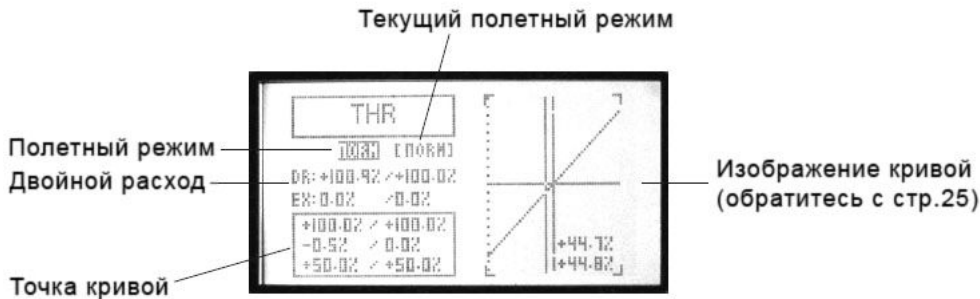 Текущий полетный режим
THR
Полетный режим
NORM [NORM]
Двойной расход
DR:+100.9% /+100.0%
EX:0.0% /0.0%
Изображение кривой
(обратитесь с стр.25)
+100.0% / +100.0%
-0.5% / 0.0%
+50.0% / +50.0%
+44.7%
+44.8%
Точка кривой